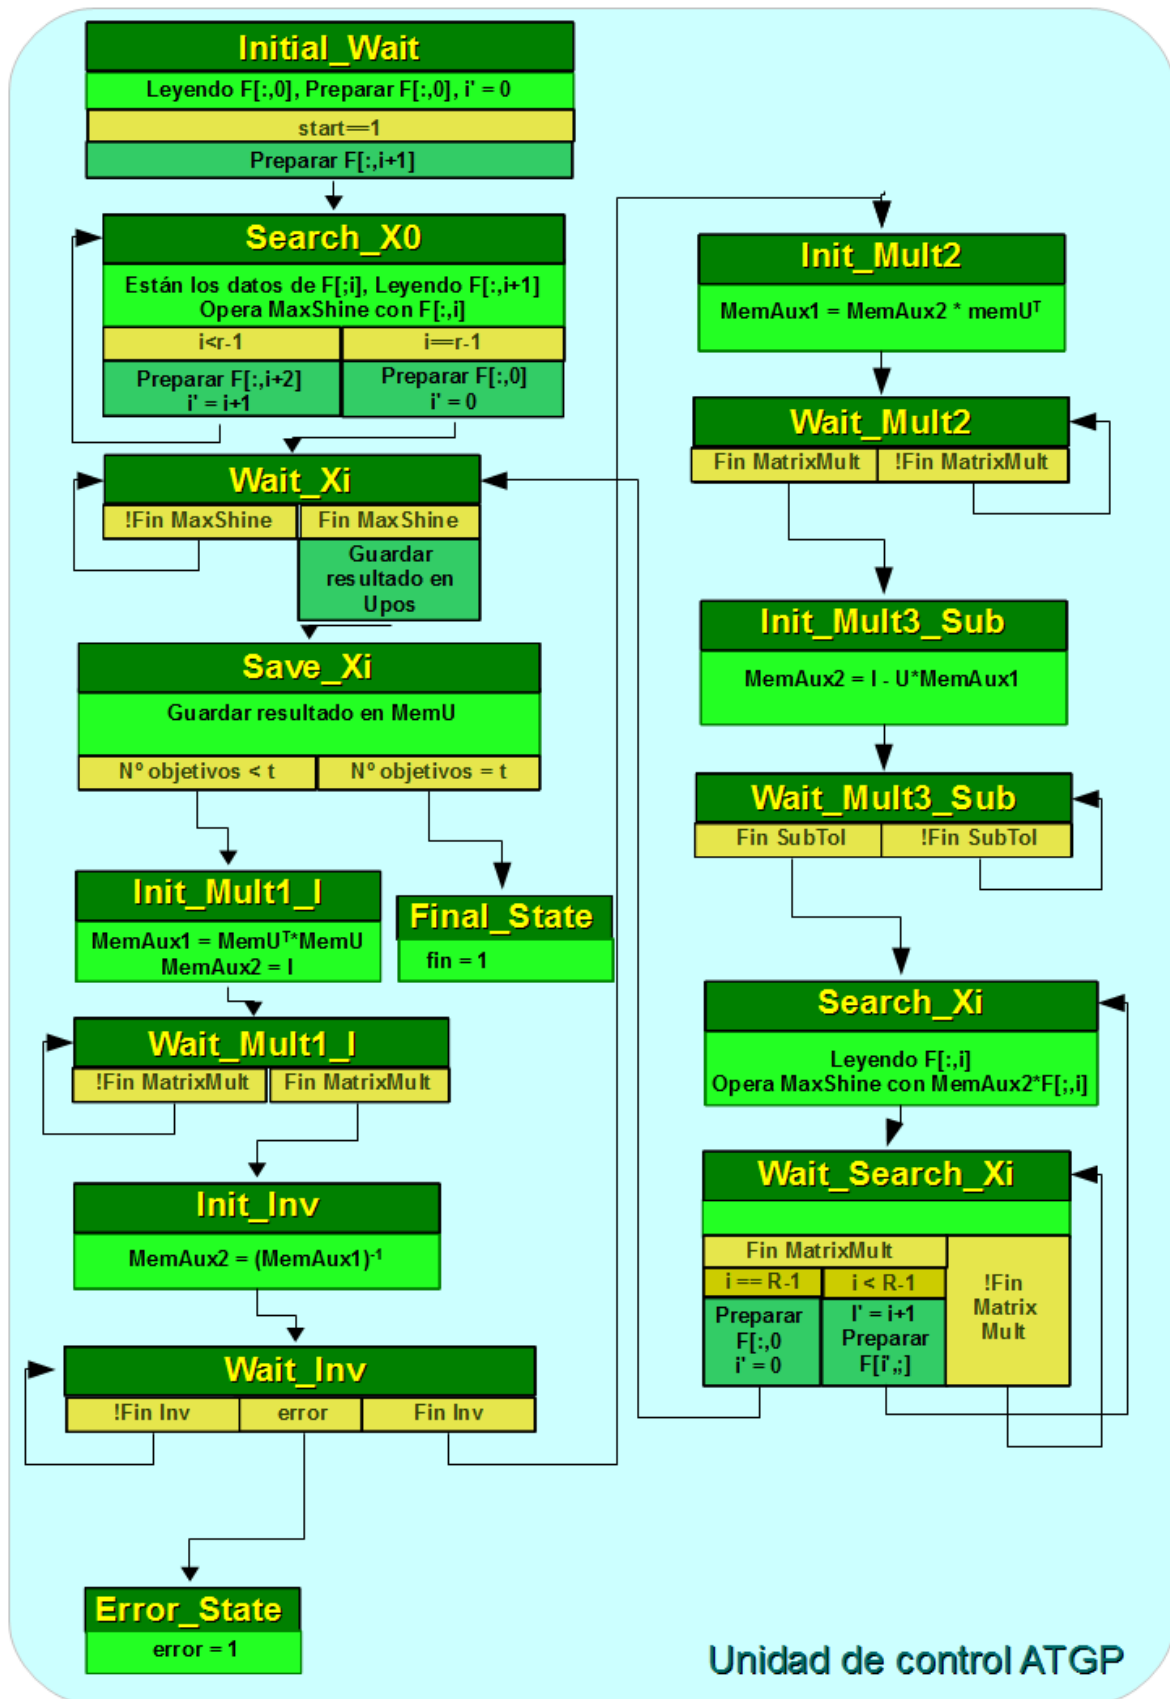 Initial_Wait
Leyendo F[:,0], Preparar F[:,0], i' = 0
start==1
Preparar F[:,i+1]
Search_X0
Están los datos de F[;i], Leyendo F[:,i+1]
Opera MaxShine con F[:,i]
i<r-1
i==r-1
Preparar F[:,i+2]
i' = i+1
Preparar F[:,0]
i' = 0
Wait_Xi
!Fin MaxShine
Fin MaxShine
Guardar
resultado en
Upos
Save_Xi
Guardar resultado en MemU
Nº objetivos < t
Nº objetivos = t
Init_Mult1_I
MemAux1 = MemUᵀ*MemU
MemAux2 = I
Final_State
fin = 1
Wait_Mult1_I
!Fin MatrixMult
Fin MatrixMult
Init_Inv
MemAux2 = (MemAux1)⁻¹
Wait_Inv
!Fin Inv
error
Fin Inv
Error_State
error = 1
Init_Mult2
MemAux1 = MemAux2 * memUᵀ
Wait_Mult2
Fin MatrixMult
!Fin MatrixMult
Init_Mult3_Sub
MemAux2 = I - U*MemAux1
Wait_Mult3_Sub
Fin SubTol
!Fin SubTol
Search_Xi
Leyendo F[:,i]
Opera MaxShine con MemAux2*F[;,i]
Wait_Search_Xi
Fin MatrixMult
i == R-1
i < R-1
Preparar
F[:,0
i' = 0
I' = i+1
Preparar
F[i',;]
!Fin
Matrix
Mult
Unidad de control ATGP